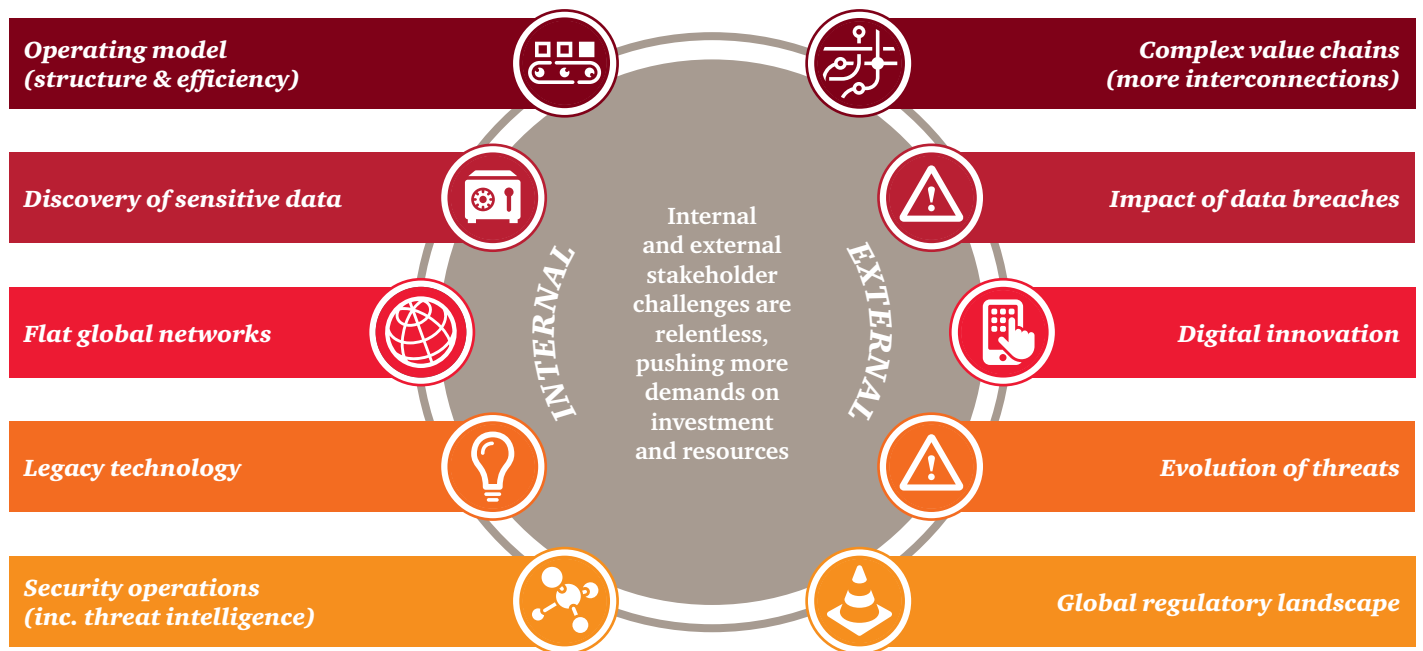 Operating model
(structure & efficiency)
Discovery of sensitive data
Flat global networks
Legacy technology
Security operations
(inc. threat intelligence)
INTERNAL
Internal
and external
stakeholder
challenges are
relentless,
pushing more
demands on
investment
and resources
EXTERNAL
Complex value chains
(more interconnections)
Impact of data breaches
Digital innovation
Evolution of threats
Global regulatory landscape